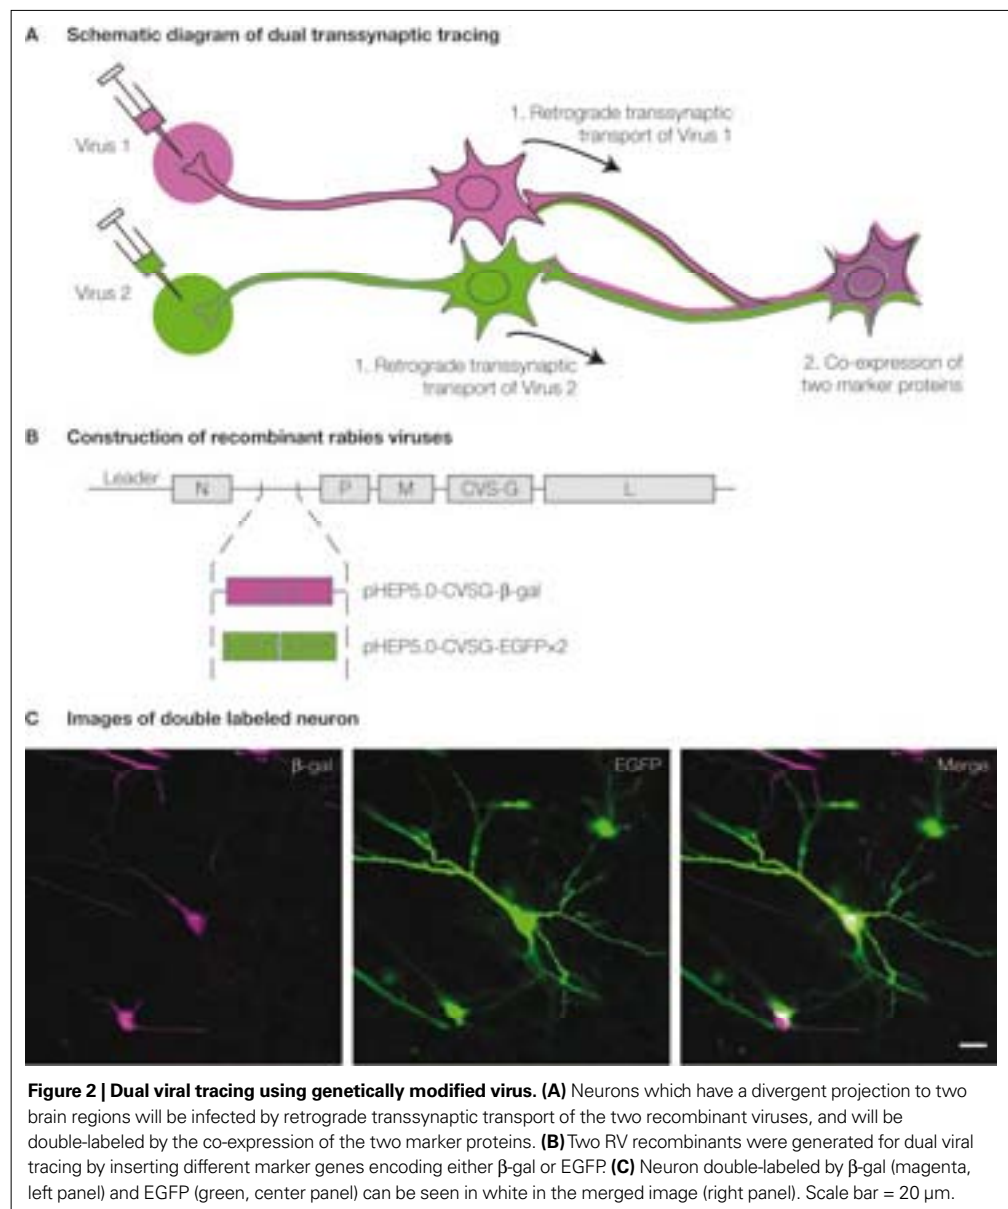 A Schematic diagram of dual transsynaptic tracing
1. Retrograde transsynaptic
transport of Virus 1
Virus 1
Virus 2
1. Retrograde transsynaptic
transport of Virus 2
2. Co-expression of
two marker proteins
B Construction of recombinant rabies viruses
Leader N P M CVS-G L
pHEP5.0-CVSG-β-gal
pHEP5.0-CVSG-EGFP×2
C Images of double labeled neuron
β-gal EGFP Merge
Figure 2 | Dual viral tracing using genetically modified virus. (A) Neurons which have a divergent projection to two
brain regions will be infected by retrograde transsynaptic transport of the two recombinant viruses, and will be
double-labeled by the co-expression of the two marker proteins. (B) Two RV recombinants were generated for dual viral
tracing by inserting different marker genes encoding either β-gal or EGFP. (C) Neuron double-labeled by β-gal (magenta,
left panel) and EGFP (green, center panel) can be seen in white in the merged image (right panel). Scale bar = 20 μm.